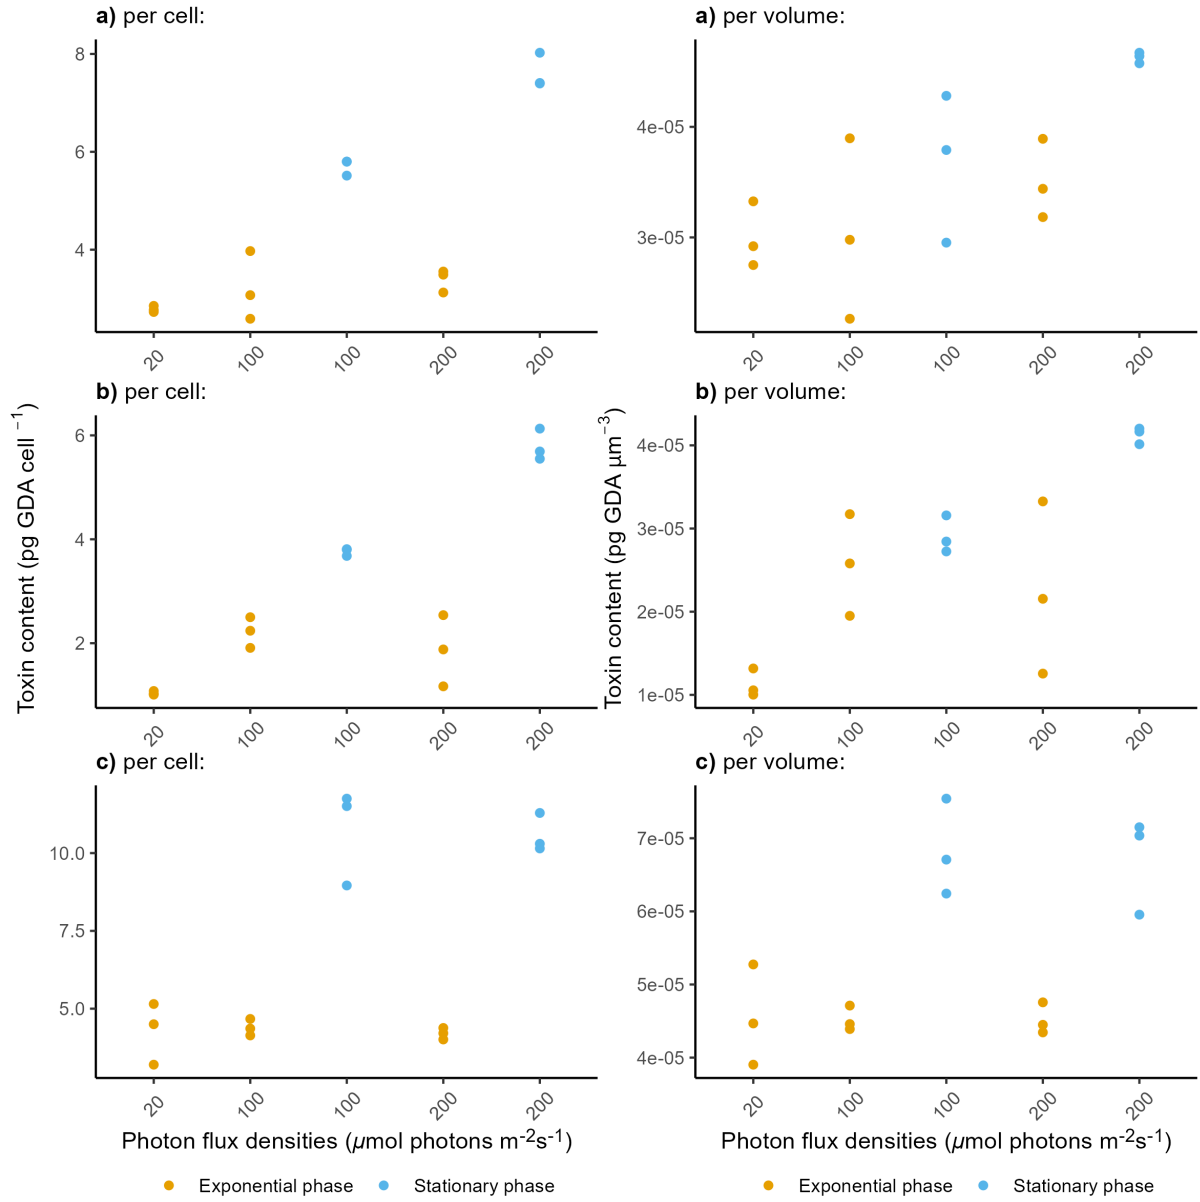 a) per cell:
8
6
4
20 100 100 200 200
a) per volume:
4e-05
3e-05
20 100 100 200 200
b) per cell:
6
4
2
20 100 100 200 200
b) per volume:
4e-05
3e-05
2e-05
1e-05
20 100 100 200 200
c) per cell:
10.0
7.5
5.0
20 100 100 200 200
c) per volume:
7e-05
6e-05
5e-05
4e-05
20 100 100 200 200
Toxin content (pg GDA cell ⁻¹)
Toxin content (pg GDA µm⁻³)
Photon flux densities (µmol photons m-2s-1)
Photon flux densities (µmol photons m-2s-1)
Exponential phase Stationary phase
Exponential phase Stationary phase